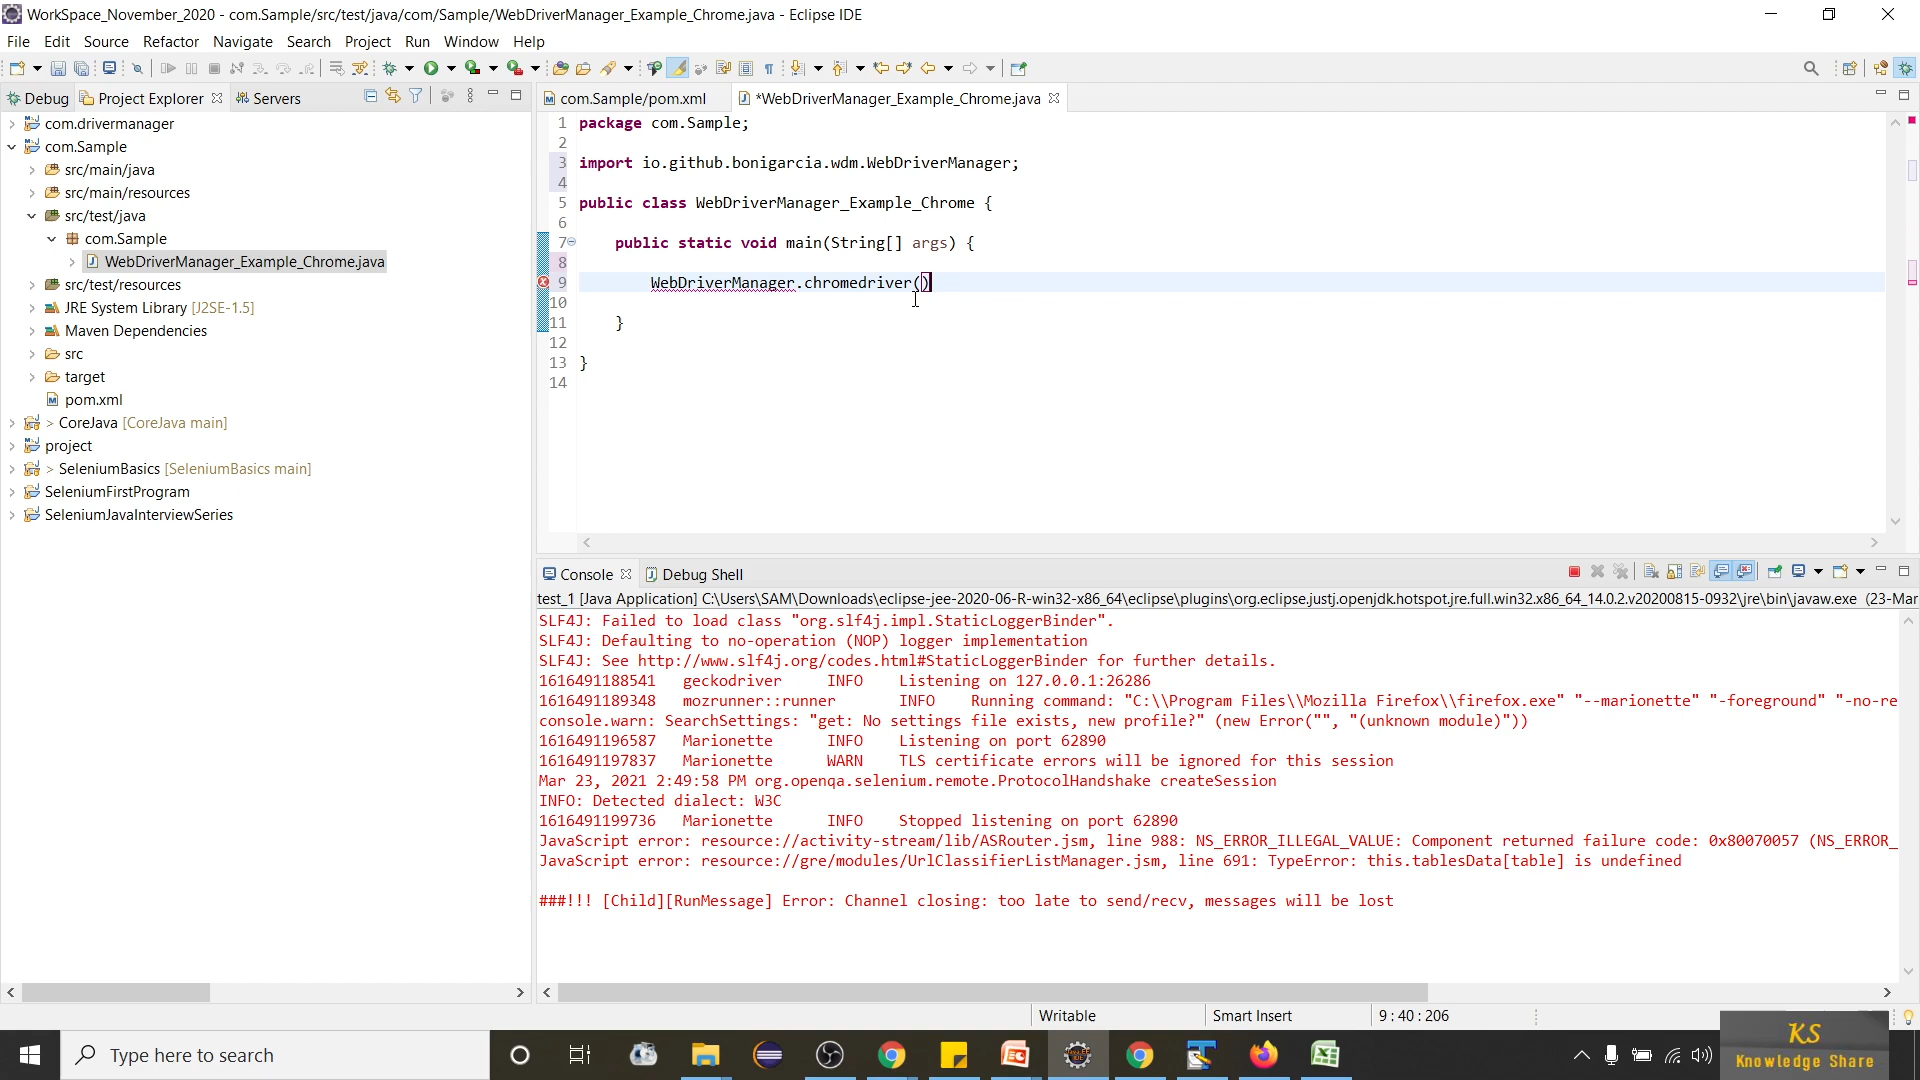 WorkSpace_November_2020 - com.Sample/src/test/java/com/Sample/WebDriverManager_Example_Chrome.java - Eclipse IDE
File Edit Source Refactor Navigate Search Project Run Window Help
Debug Project Explorer Servers
com.Sample/pom.xml *WebDriverManager_Example_Chrome.java
com.drivermanager
com.Sample
src/main/java
src/main/resources
src/test/java
com.Sample
WebDriverManager_Example_Chrome.java
src/test/resources
JRE System Library [J2SE-1.5]
Maven Dependencies
src
target
pom.xml
> CoreJava [CoreJava main]
project
> SeleniumBasics [SeleniumBasics main]
SeleniumFirstProgram
SeleniumJavaInterviewSeries
1 package com.Sample;
2
3 import io.github.bonigarcia.wdm.WebDriverManager;
4
5 public class WebDriverManager_Example_Chrome {
6
7 public static void main(String[] args) {
8
9 WebDriverManager.chromedriver()
10
11 }
12
13 }
14
Console Debug Shell
test_1 [Java Application] C:\Users\SAM\Downloads\eclipse-jee-2020-06-R-win32-x86_64\eclipse\plugins\org.eclipse.justj.openjdk.hotspot.jre.full.win32.x86_64_14.0.2.v20200815-0932\jre\bin\javaw.exe (23-Mar
SLF4J: Failed to load class "org.slf4j.impl.StaticLoggerBinder".
SLF4J: Defaulting to no-operation (NOP) logger implementation
SLF4J: See http://www.slf4j.org/codes.html#StaticLoggerBinder for further details.
1616491188541 geckodriver INFO Listening on 127.0.0.1:26286
1616491189348 mozrunner::runner INFO Running command: "C:\\Program Files\\Mozilla Firefox\\firefox.exe" "--marionette" "-foreground" "-no-re
console.warn: SearchSettings: "get: No settings file exists, new profile?" (new Error("", "(unknown module)"))
1616491196587 Marionette INFO Listening on port 62890
1616491197837 Marionette WARN TLS certificate errors will be ignored for this session
Mar 23, 2021 2:49:58 PM org.openqa.selenium.remote.ProtocolHandshake createSession
INFO: Detected dialect: W3C
1616491199736 Marionette INFO Stopped listening on port 62890
JavaScript error: resource://activity-stream/lib/ASRouter.jsm, line 988: NS_ERROR_ILLEGAL_VALUE: Component returned failure code: 0x80070057 (NS_ERROR_
JavaScript error: resource://gre/modules/UrlClassifierListManager.jsm, line 691: TypeError: this.tablesData[table] is undefined
###!!! [Child][RunMessage] Error: Channel closing: too late to send/recv, messages will be lost
Writable Smart Insert 9 : 40 : 206
Type here to search
KS
Knowledge Share